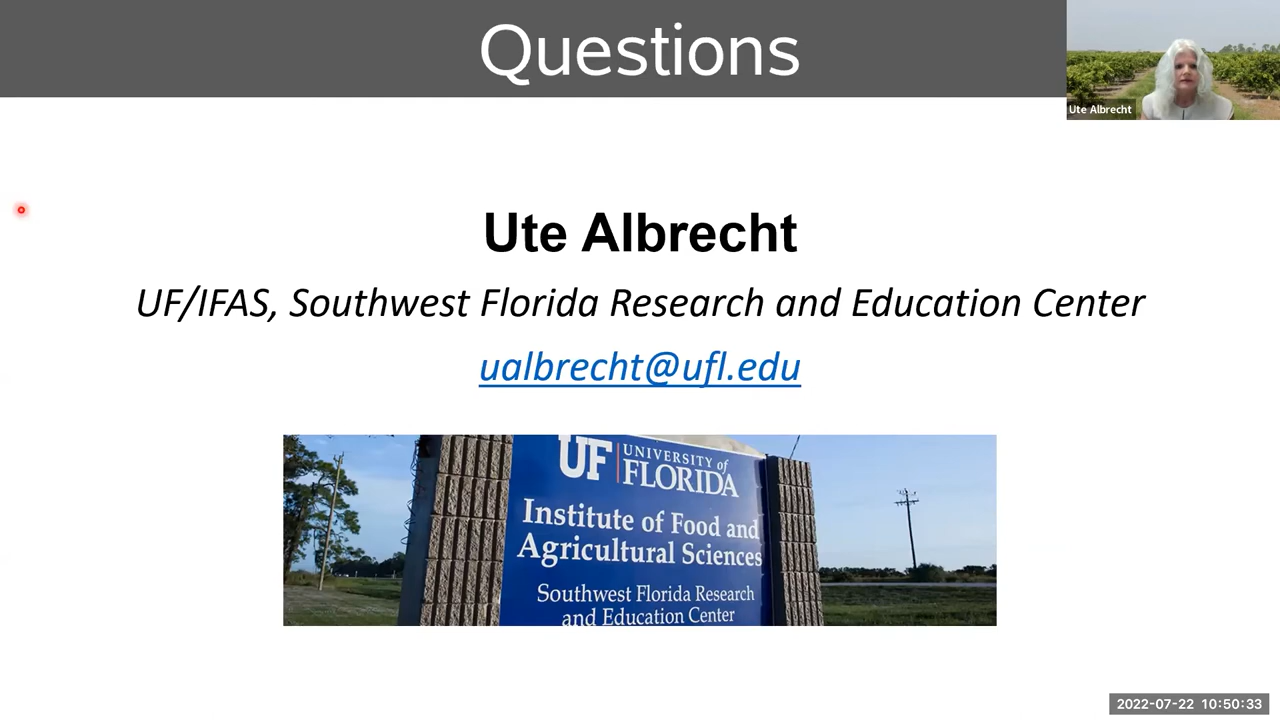 Questions
Ute Albrecht
Ute Albrecht
UF/IFAS, Southwest Florida Research and Education Center
ualbrecht@ufl.edu
UF UNIVERSITY of
FLORIDA
Institute of Food and
Agricultural Sciences
Southwest Florida Research
and Education Center
2022-07-22 10:50:33